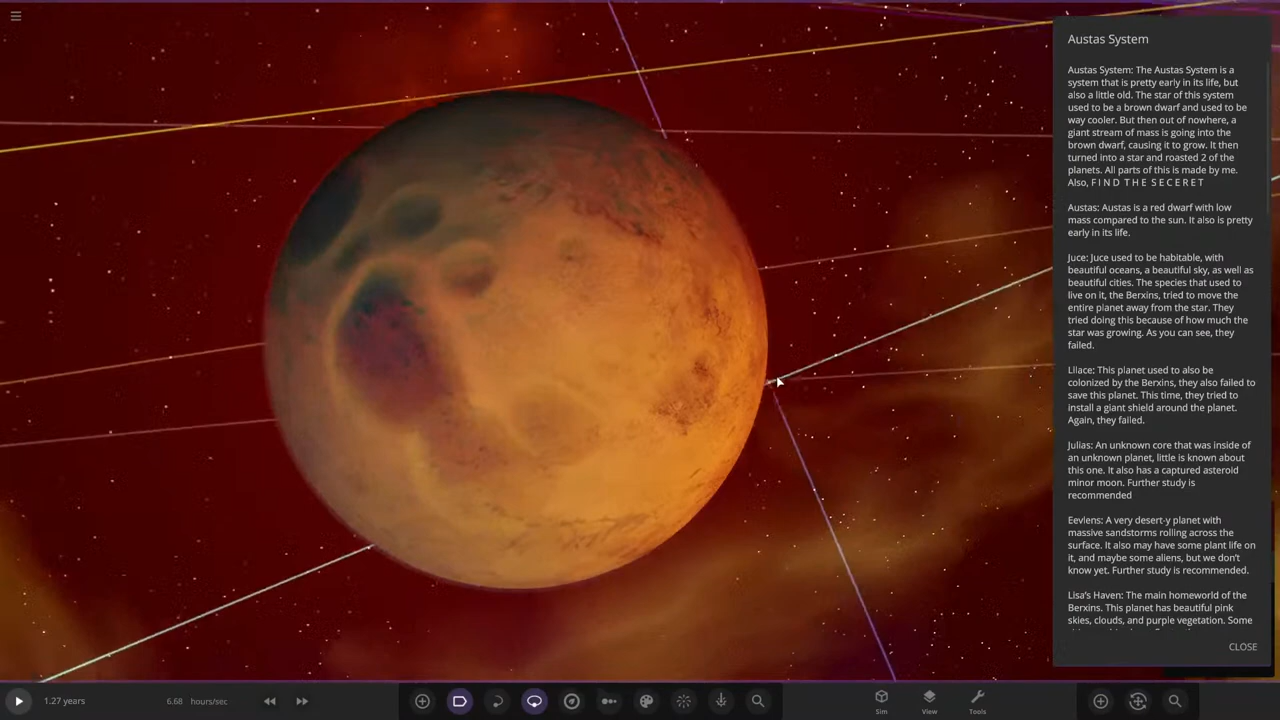 Austas System
Austas System: The Austas System is a
system that is pretty early in its life, but
also a little old. The star of this system
used to be a brown dwarf and used to be
way cooler. But then out of nowhere, a
giant stream of mass is going into the
brown dwarf, causing it to grow. It then
turned into a star and roasted 2 of the
planets. All parts of this is made by me.
Also, F I N D T H E S E C E R E T
Austas: Austas is a red dwarf with low
mass compared to the sun. It also is pretty
early in its life.
Juce: Juce used to be habitable, with
beautiful oceans, a beautiful sky, as well as
beautiful cities. The species that used to
live on it, the Berxins, tried to move the
entire planet away from the star. They
tried doing this because of how much the
star was growing. As you can see, they
failed.
Lilace: This planet used to also be
colonized by the Berxins, they also failed to
save this planet. This time, they tried to
install a giant shield around the planet.
Again, they failed.
Julias: An unknown core that was inside of
an unknown planet, little is known about
this one. It also has a captured asteroid
minor moon. Further study is
recommended
Eevlens: A very desert-y planet with
massive sandstorms rolling across the
surface. It also may have some plant life on
it, and maybe some aliens, but we don't
know yet. Further study is recommended.
Lisa's Haven: The main homeworld of the
Berxins. This planet has beautiful pink
skies, clouds, and purple vegetation. Some
CLOSE
1.27 years
6.68 hours/sec
Sim
View
Tools